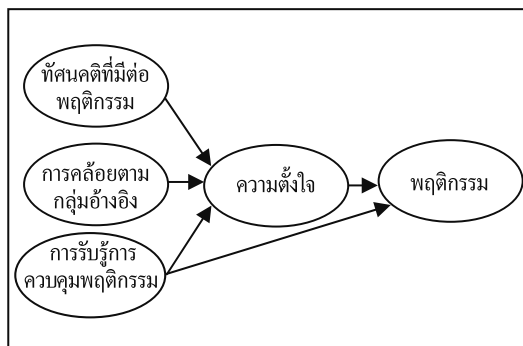 ทัศนคติที่มีต่อ
พฤติกรรม
การคล้อยตาม
กลุ่มอ้างอิง
การรับรู้การ
ควบคุมพฤติกรรม
ความตั้งใจ
พฤติกรรม